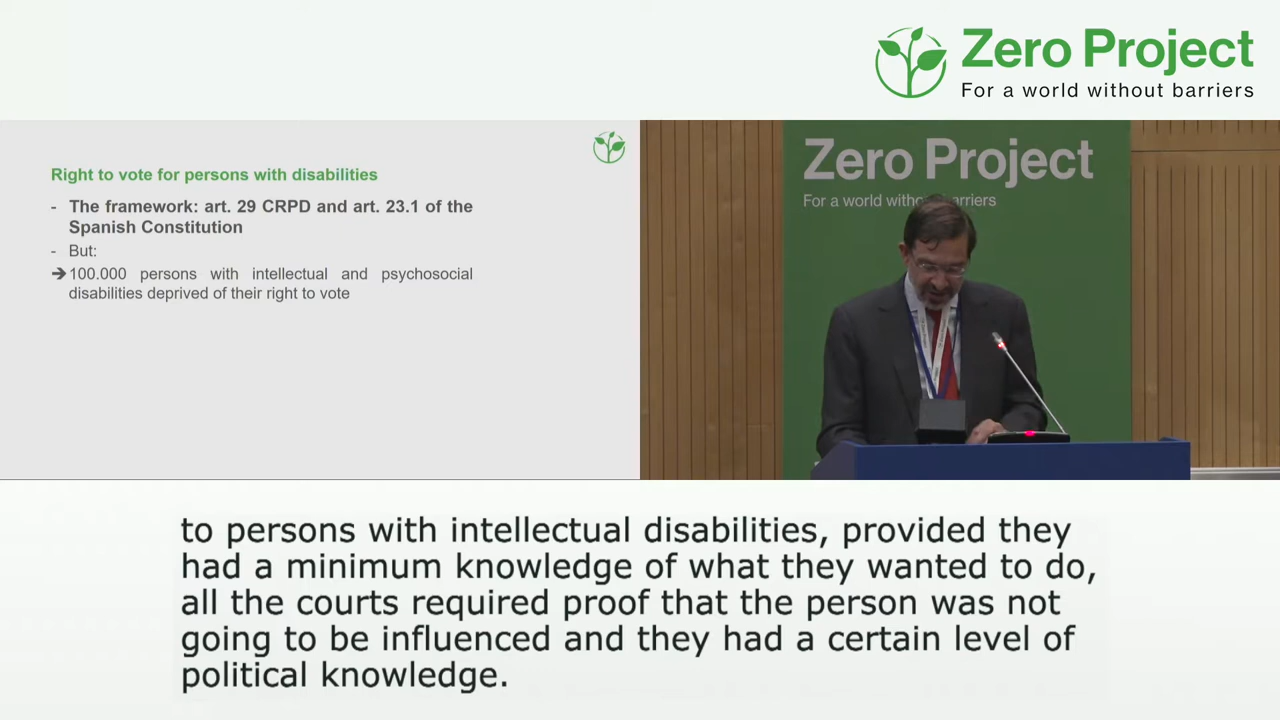 Zero Project
For a world without barriers
Right to vote for persons with disabilities
- The framework: art. 29 CRPD and art. 23.1 of the
Spanish Constitution
- But:
➔ 100.000 persons with intellectual and psychosocial
disabilities deprived of their right to vote
Zero Project
For a world without barriers
to persons with intellectual disabilities, provided they
had a minimum knowledge of what they wanted to do,
all the courts required proof that the person was not
going to be influenced and they had a certain level of
political knowledge.